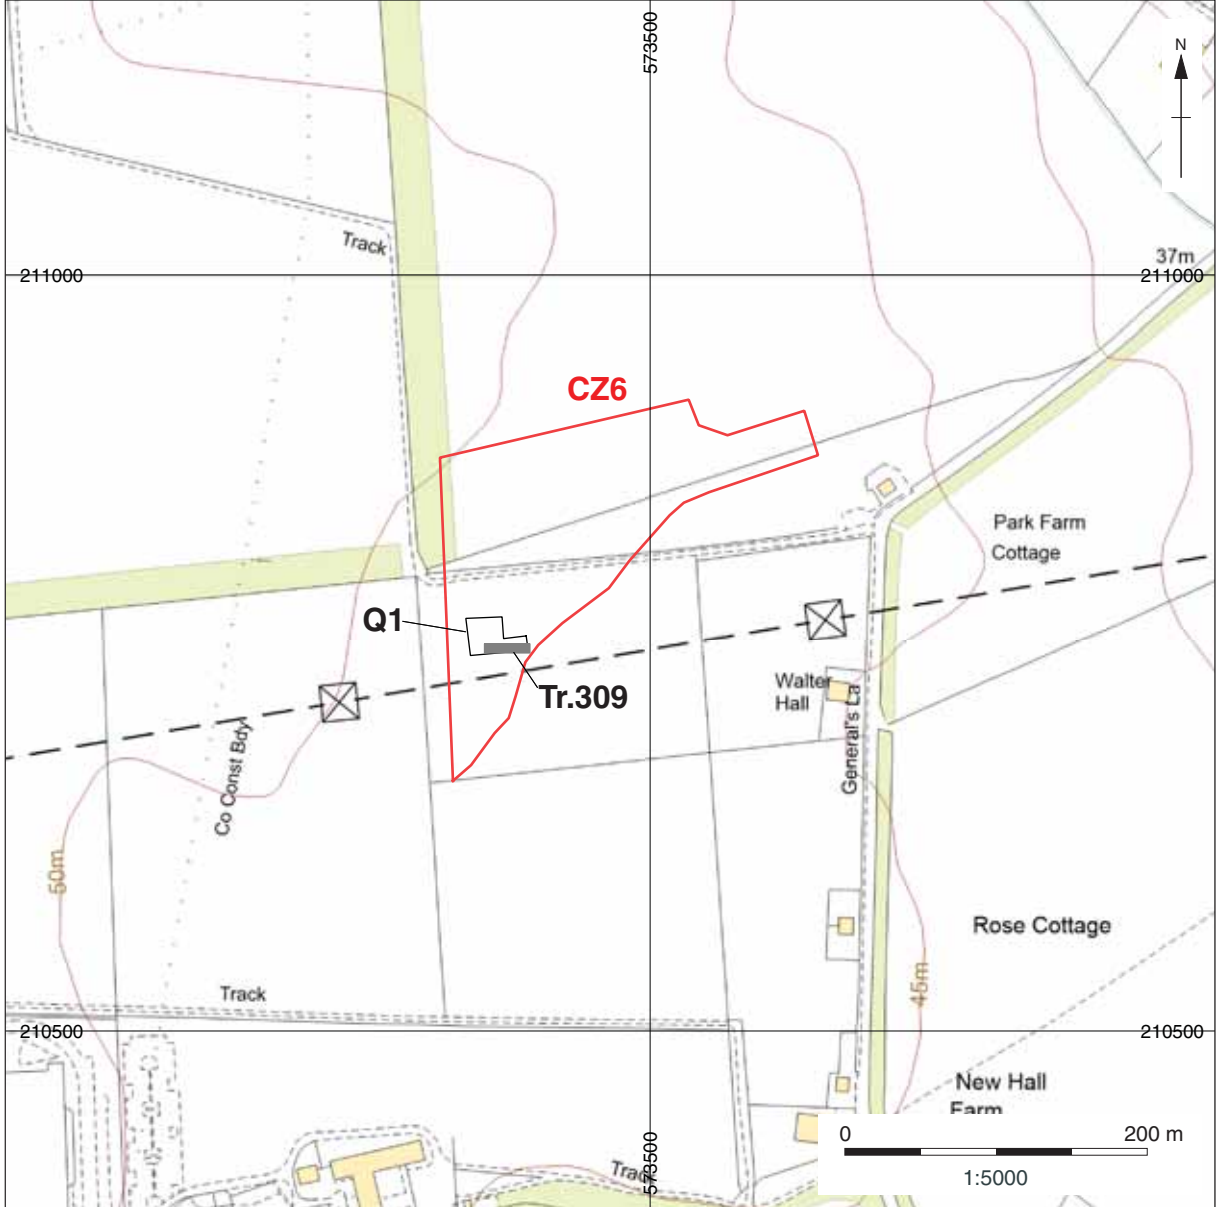 573500
N
Track
37m
211000
211000
CZ6
Park Farm
Cottage
Q1
Tr.309
Walter
Hall
General's La
Co Const Bdy
50m
Rose Cottage
45m
Track
210500
210500
New Hall
Farm
0 200 m
1:5000
573500
Track